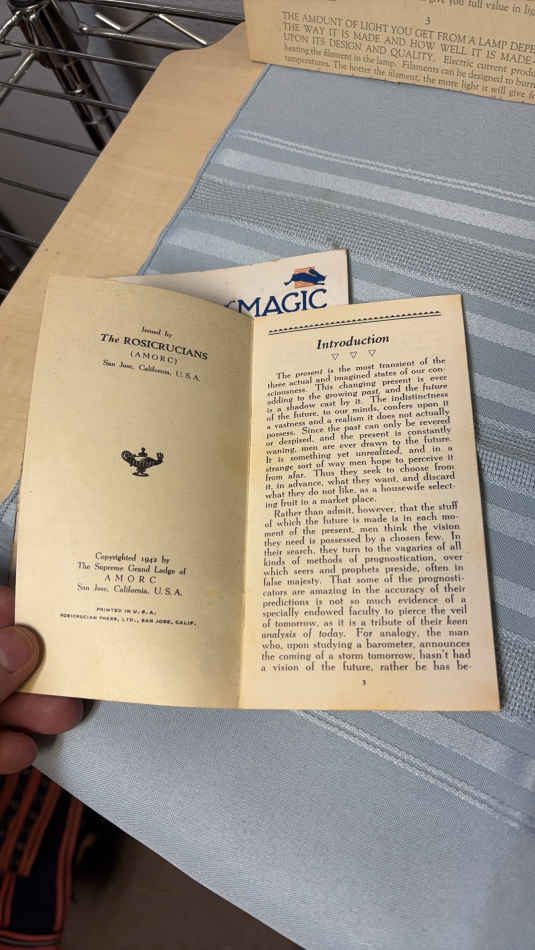 give you full value in lig
3
THE AMOUNT OF LIGHT YOU GET FROM A LAMP DEPE
THE WAY IT IS MADE AND HOW WELL IT IS MADE-
UPON ITS DESIGN AND QUALITY. Electric current produ
heating the filament in the lamp. Filaments can be designed to burn
temperatures. The hotter the filament, the more light it will give f
MAGIC
Issued by
The ROSICRUCIANS
(AMORC)
San Jose, California, U.S.A.
Copyrighted 1942 by
The Supreme Grand Lodge of
AMORC
San Jose, California, U.S.A.
PRINTED IN U.S.A.
ROSICRUCIAN PRESS, LTD., SAN JOSE, CALIF.
Introduction
The present is the most transient of the
three actual and imagined states of our con-
sciousness. This changing present is ever
adding to the growing past, and the future
is a shadow cast by it. The indistinctness
of the future, to our minds, confers upon it
a vastness and a realism it does not actually
possess. Since the past can only be revered
or despised, and the present is constantly
waning, men are ever drawn to the future.
It is something yet unrealized, and in a
strange sort of way men hope to perceive it
from afar. Thus they seek to choose from
it, in advance, what they want, and discard
what they do not like, as a housewife select-
ing fruit in a market place.
Rather than admit, however, that the stuff
of which the future is made is in each mo-
ment of the present, men think the vision
they need is possessed by a chosen few. In
their search, they turn to the vagaries of all
kinds of methods of prognostication, over
which seers and prophets preside, often in
false majesty. That some of the prognosti-
cators are amazing in the accuracy of their
predictions is not so much evidence of a
specially endowed faculty to pierce the veil
of tomorrow, as it is a tribute of their keen
analysis of today. For analogy, the man
who, upon studying a barometer, announces
the coming of a storm tomorrow, hasn't had
a vision of the future, rather he has be-
3